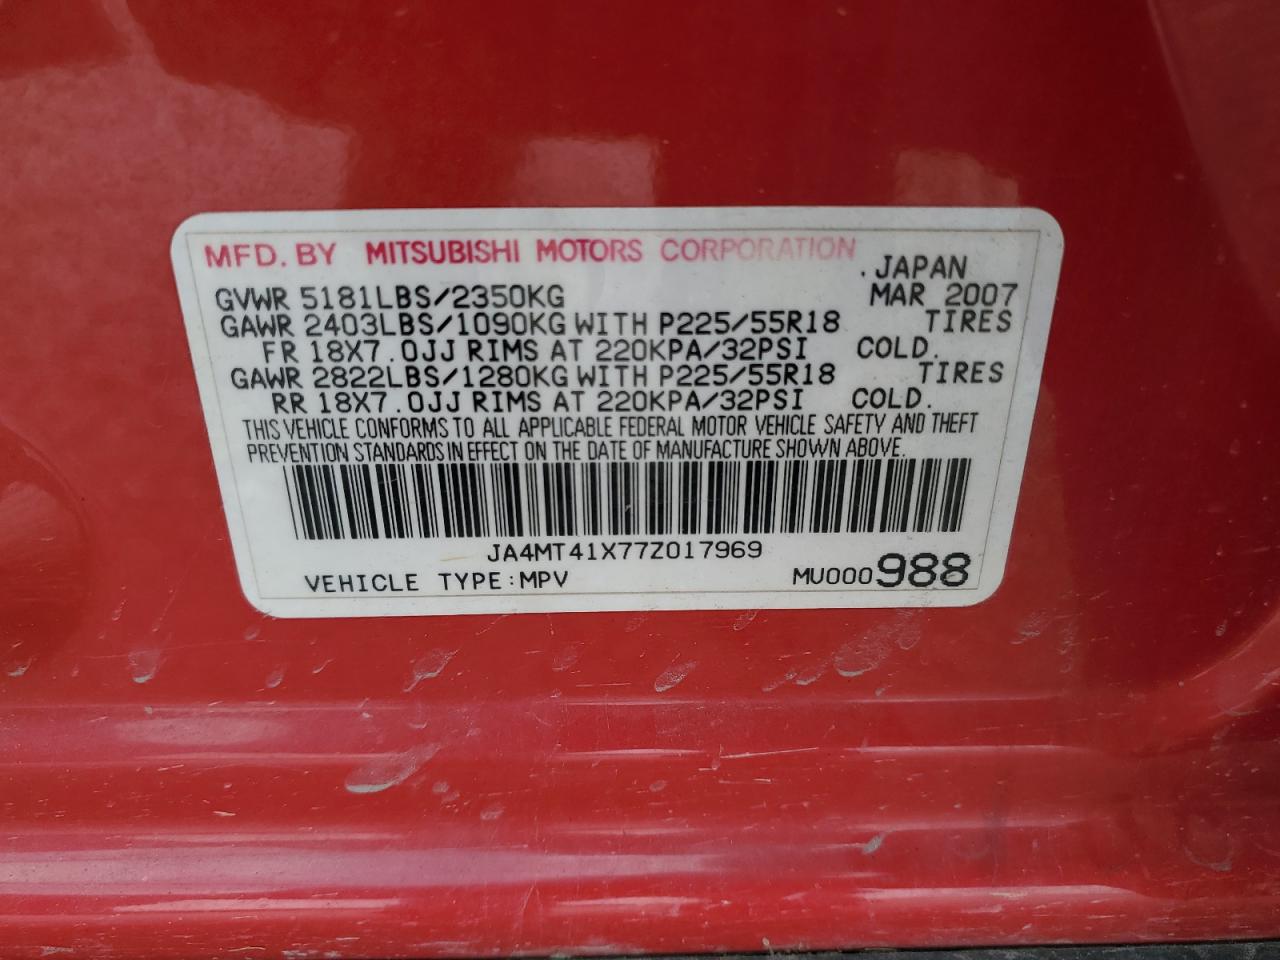 MFD. BY MITSUBISHI MOTORS CORPORATION
.JAPAN
GVWR 5181LBS/2350KG MAR 2007
GAWR 2403LBS/1090KG WITH P225/55R18 TIRES
FR 18X7.0JJ RIMS AT 220KPA/32PSI COLD.
GAWR 2822LBS/1280KG WITH P225/55R18 TIRES
RR 18X7.0JJ RIMS AT 220KPA/32PSI COLD.
THIS VEHICLE CONFORMS TO ALL APPLICABLE FEDERAL MOTOR VEHICLE SAFETY AND THEFT
PREVENTION STANDARDS IN EFFECT ON THE DATE OF MANUFACTURE SHOWN ABOVE.
JA4MT41X77Z017969
VEHICLE TYPE:MPV MU000988